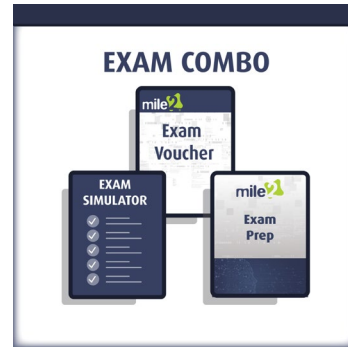 EXAM COMBO
mile2
Exam
Voucher
EXAM
SIMULATOR
mile2
Exam
Prep